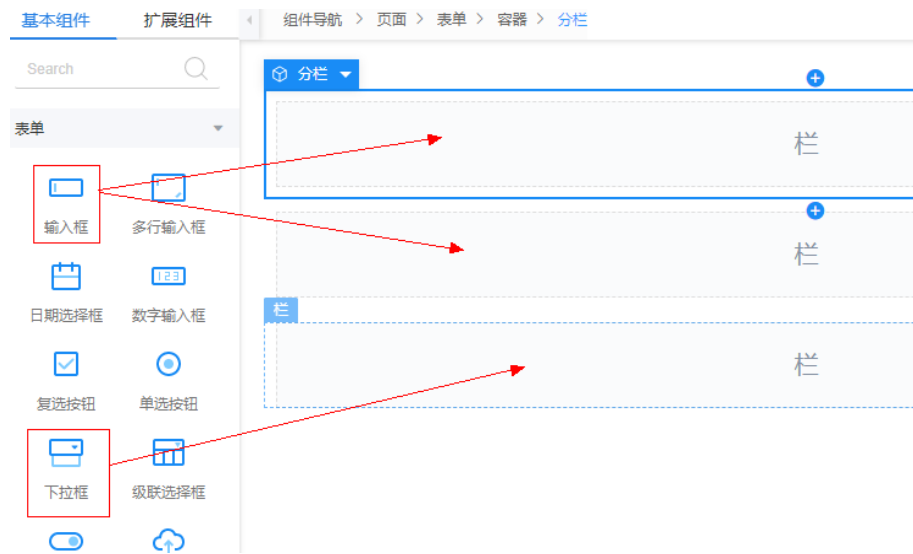 基本组件 扩展组件 组件导航 > 页面 > 表单 > 容器 > 分栏
Search
分栏
表单
栏
输入框 多行输入框
栏
123
日期选择框 数字输入框
栏
栏
复选按钮 单选按钮
下拉框 级联选择框